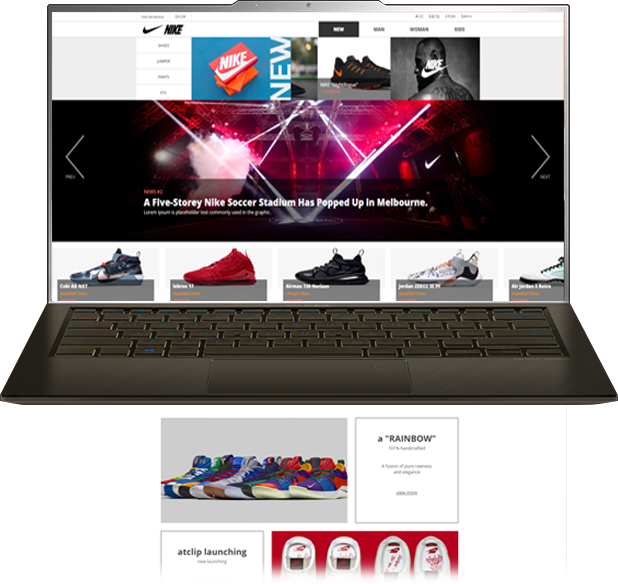 NIKE
NEW
MAN
WOMAN
KIDS
SHOES
JUMPER
PANTS
NIKE
NEW
NIKE
PREV
NEXT
NEWS #2
A Five-Storey Nike Soccer Stadium Has Popped Up in Melbourne.
Lorem Ipsum is placeholder text commonly used in the graphic.
Cobi AD NXT
lebron 17
Airmax 720 Horizon
Jordan ZERO2 SE PF
Air Jordan 5 Retro
a "RAINBOW"
101% handcrafted
A fusion of pure rawness
and elegance
view more
atclip launching
new launching